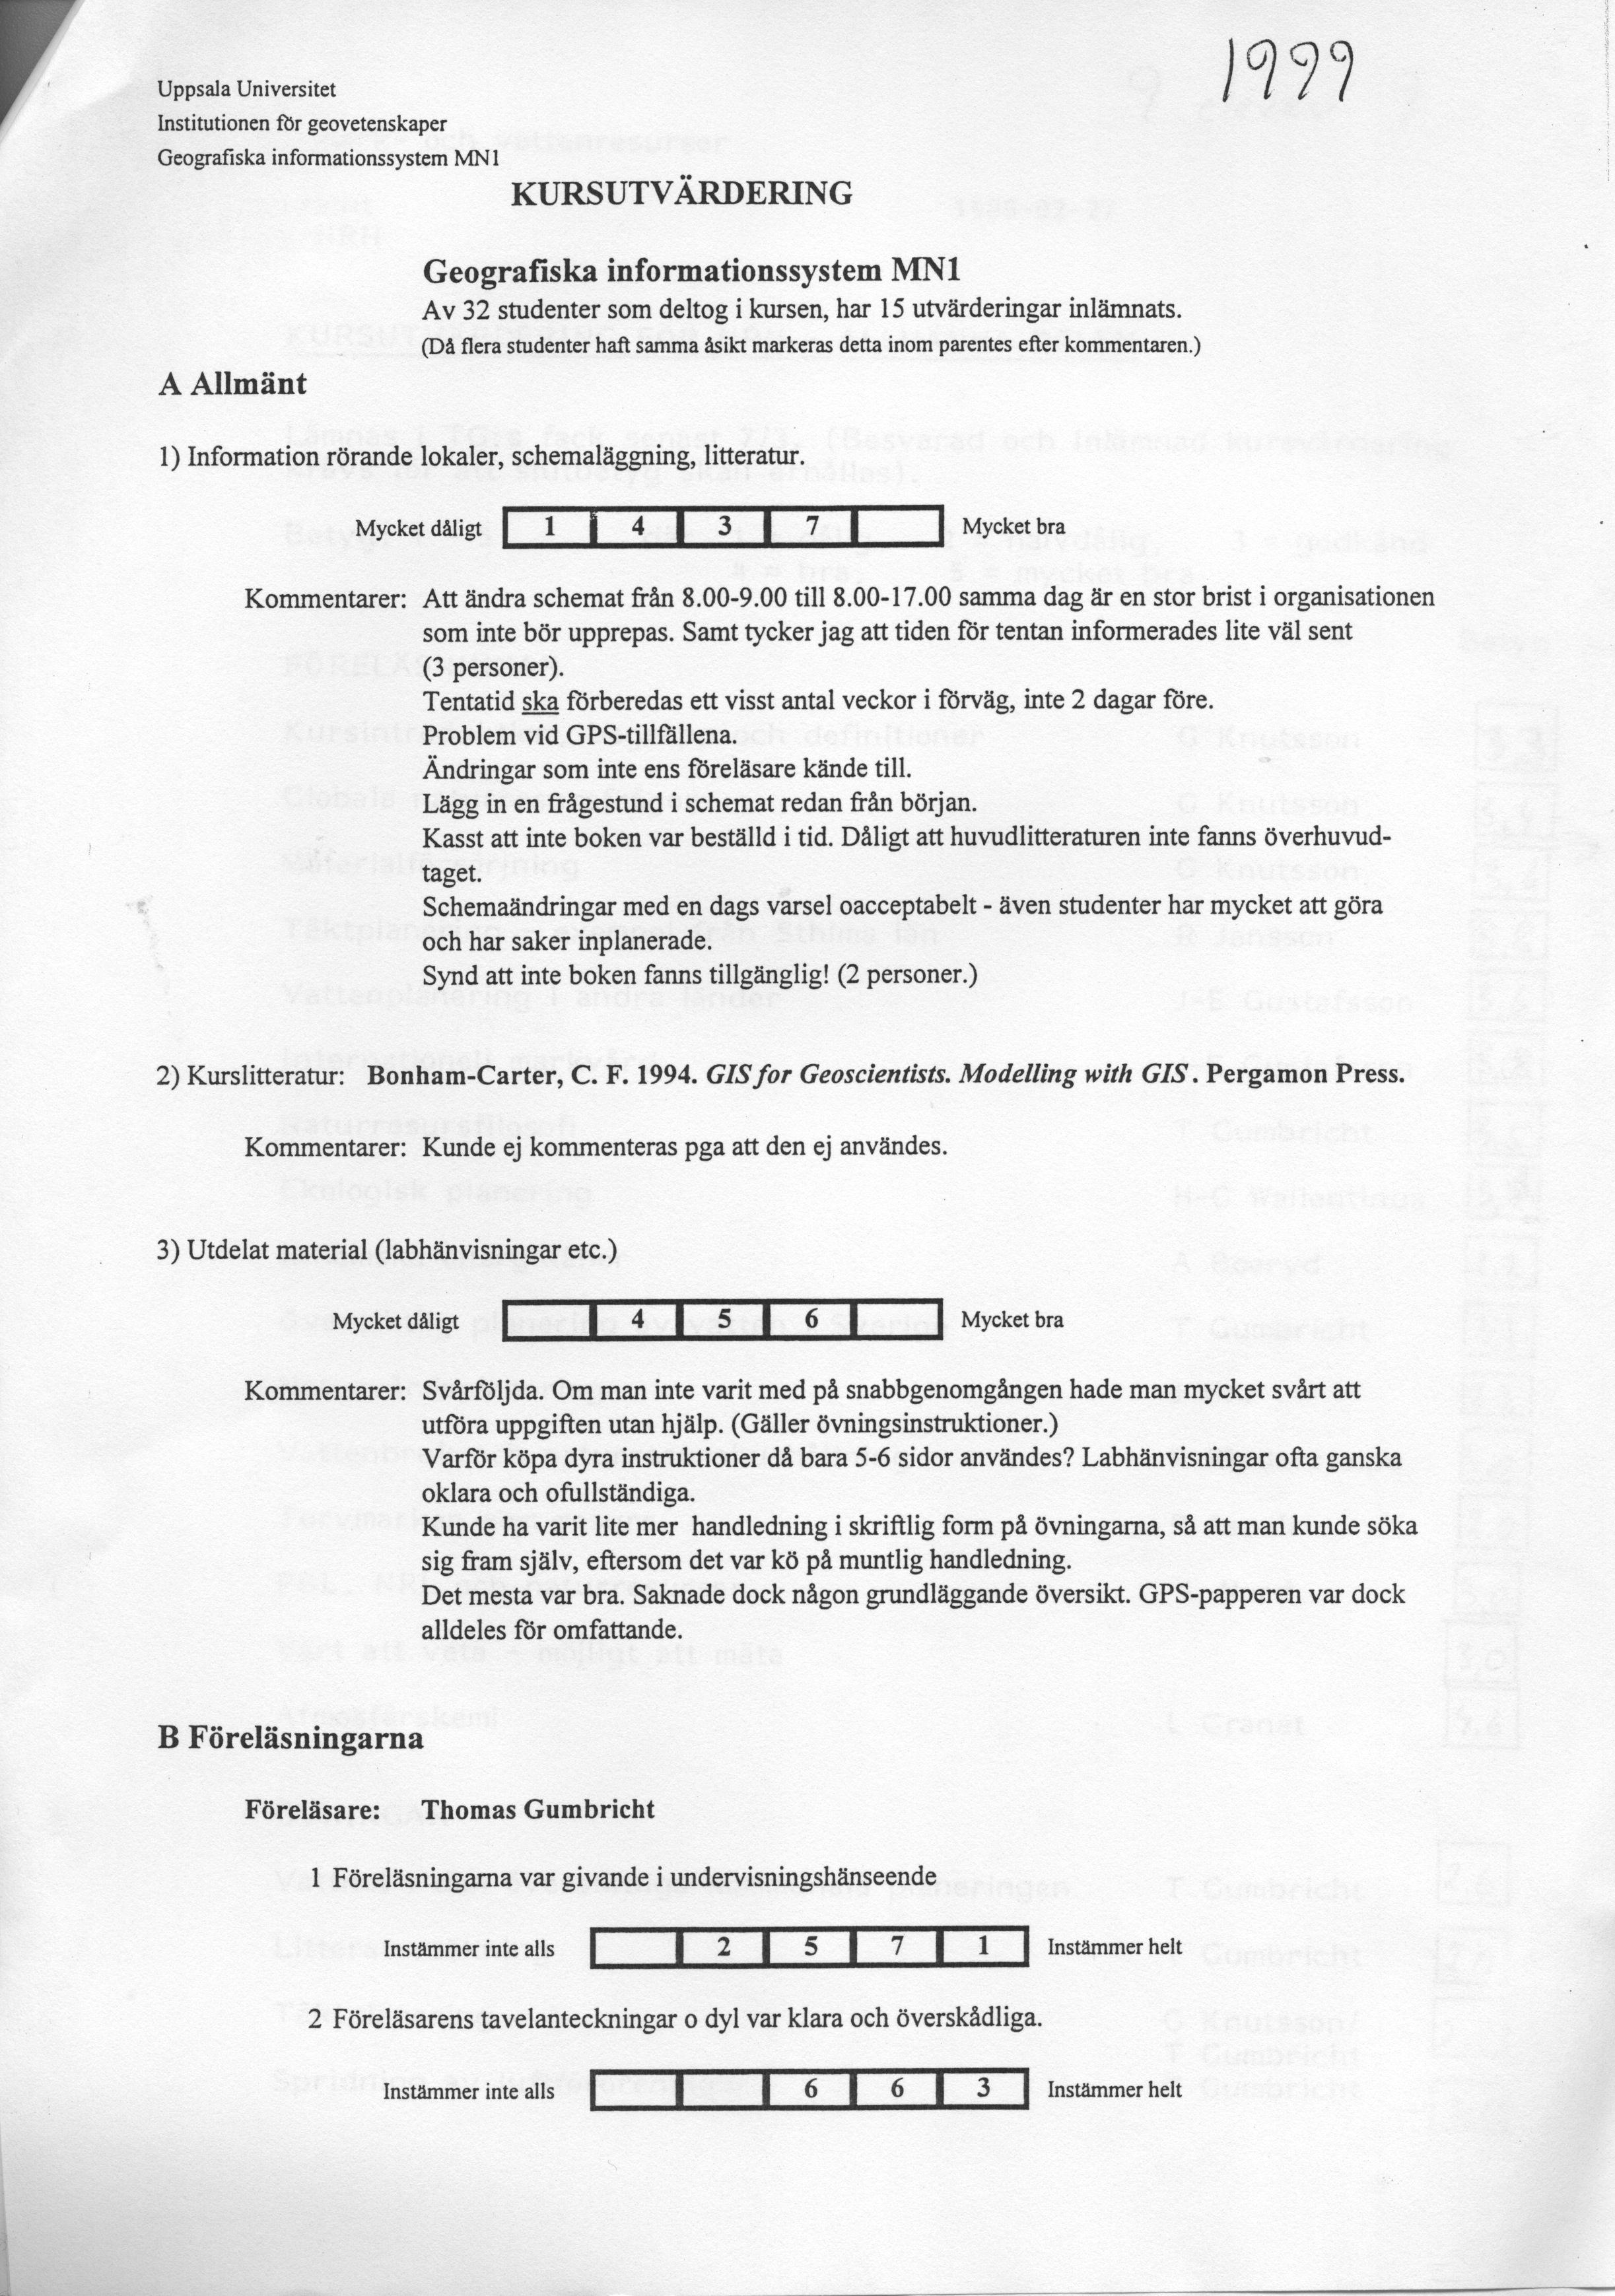 1999
Uppsala Universitet
Institutionen för geovetenskaper
Geografiska informationssystem MN1
KURSUTVÄRDERING
Geografiska informationssystem MN1
Av 32 studenter som deltog i kursen, har 15 utvärderingar inlämnats.
(Då flera studenter haft samma åsikt markeras detta inom parentes efter kommentaren.)
A Allmänt
1) Information rörande lokaler, schemaläggning, litteratur.
Mycket dåligt 1 4 3 7 Mycket bra
Kommentarer: Att ändra schemat från 8.00-9.00 till 8.00-17.00 samma dag är en stor brist i organisationen
som inte bör upprepas. Samt tycker jag att tiden för tentan informerades lite väl sent
(3 personer).
Tentatid ska förberedas ett visst antal veckor i förväg, inte 2 dagar före.
Problem vid GPS-tillfällena.
Ändringar som inte ens föreläsare kände till.
Lägg in en frågestund i schemat redan från början.
Kasst att inte boken var beställd i tid. Dåligt att huvudlitteraturen inte fanns överhuvud-
taget.
Schemaändringar med en dags varsel oacceptabelt - även studenter har mycket att göra
och har saker inplanerade.
Synd att inte boken fanns tillgänglig! (2 personer.)
2) Kurslitteratur: Bonham-Carter, C. F. 1994. GIS for Geoscientists. Modelling with GIS. Pergamon Press.
Kommentarer: Kunde ej kommenteras pga att den ej användes.
3) Utdelat material (labhänvisningar etc.)
Mycket dåligt 4 5 6 Mycket bra
Kommentarer: Svårföljda. Om man inte varit med på snabbgenomgången hade man mycket svårt att
utföra uppgiften utan hjälp. (Gäller övningsinstruktioner.)
Varför köpa dyra instruktioner då bara 5-6 sidor användes? Labhänvisningar ofta ganska
oklara och ofullständiga.
Kunde ha varit lite mer handledning i skriftlig form på övningarna, så att man kunde söka
sig fram själv, eftersom det var kö på muntlig handledning.
Det mesta var bra. Saknade dock någon grundläggande översikt. GPS-papperen var dock
alldeles för omfattande.
B Föreläsningarna
Föreläsare: Thomas Gumbricht
1 Föreläsningarna var givande i undervisningshänseende
Instämmer inte alls 2 5 7 1 Instämmer helt
2 Föreläsarens tavelanteckningar o dyl var klara och överskådliga.
Instämmer inte alls 6 6 3 Instämmer helt